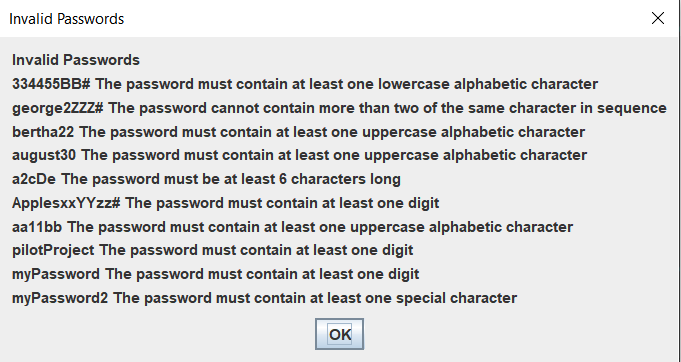 Invalid Passwords
Invalid Passwords
334455BB# The password must contain at least one lowercase alphabetic character
george2ZZZ# The password cannot contain more than two of the same character in sequence
bertha22 The password must contain at least one uppercase alphabetic character
august30 The password must contain at least one uppercase alphabetic character
a2cDe The password must be at least 6 characters long
ApplesxxYYzz# The password must contain at least one digit
aa11bb The password must contain at least one uppercase alphabetic character
pilotProject The password must contain at least one digit
myPassword The password must contain at least one digit
myPassword2 The password must contain at least one special character
OK